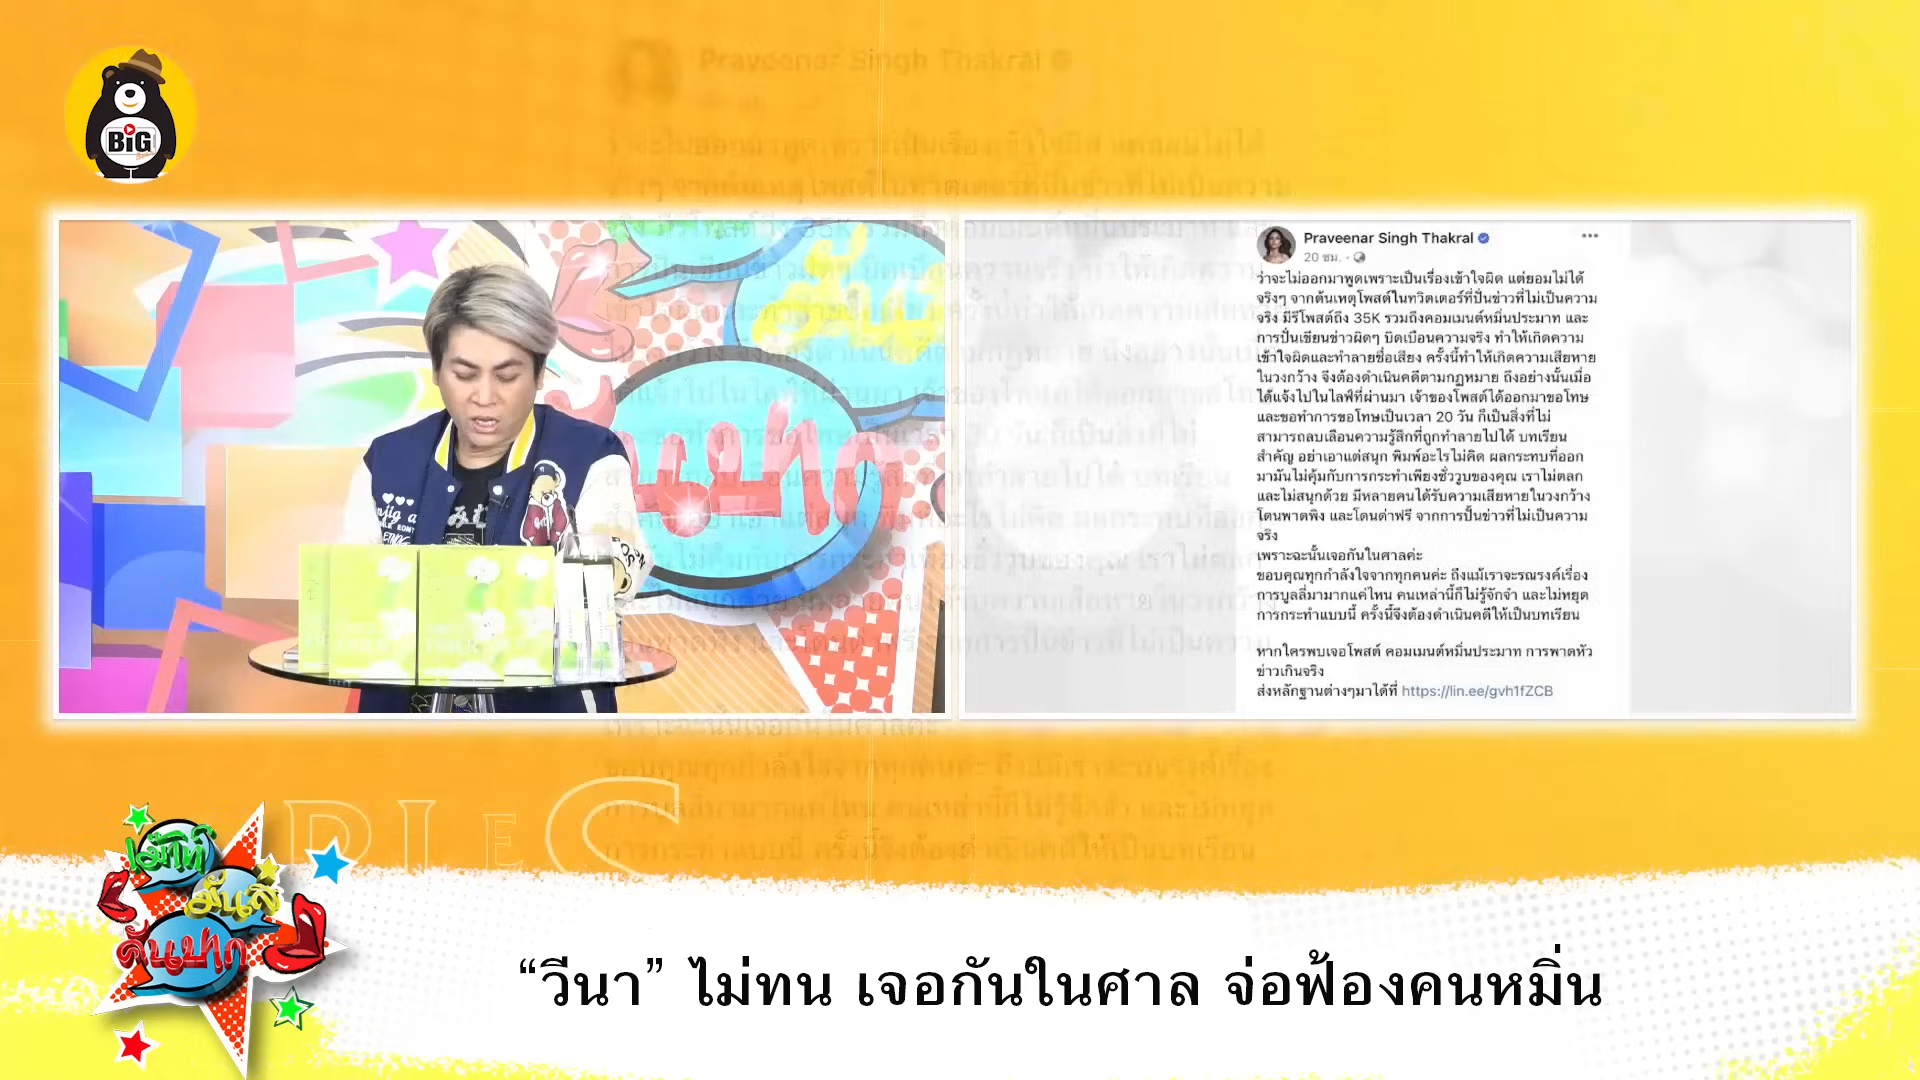 BiG
Praveenar Singh Thakral
20 ชม.
ว่าจะไม่ออกมาพูดเพราะเป็นเรื่องเข้าใจผิด แต่ยอมไม่ได้
จริงๆ จากต้นเหตุโพสต์ในทวิตเตอร์ที่ปั่นข่าวที่ไม่เป็นความ
จริง มีรีโพสต์ถึง 35K รวมถึงคอมเมนต์หมิ่นประมาท และ
การปั่นเขียนข่าวผิดๆ บิดเบือนความจริง ทำให้เกิดความ
เข้าใจผิดและทำลายชื่อเสียง ครั้งนี้ทำให้เกิดความเสียหาย
ในวงกว้าง จึงต้องดำเนินคดีตามกฎหมาย ถึงอย่างนั้นเมื่อ
ได้แจ้งไปในไลฟ์ที่ผ่านมา เจ้าของโพสต์ได้ออกมาขอโทษ
และขอทำการขอโทษเป็นเวลา 20 วัน ก็เป็นสิ่งที่ไม่
สามารถลบเลือนความรู้สึกที่ถูกทำลายไปได้ บทเรียน
สำคัญ อย่าเอาแต่สนุก พิมพ์อะไรไม่คิด ผลกระทบที่ออก
มามันไม่คุ้มกับการกระทำเพียงชั่ววูบของคุณ เราไม่ตลก
และไม่สนุกด้วย มีหลายคนได้รับความเสียหายในวงกว้าง
โดนพาดพิง และโดนด่าฟรี จากการปั้นข่าวที่ไม่เป็นความ
จริง
เพราะฉะนั้นเจอกันในศาลค่ะ
ขอบคุณทุกกำลังใจจากทุกคนค่ะ ถึงแม้เราจะรณรงค์เรื่อง
การบูลลี่มามากแค่ไหน คนเหล่านี้ก็ไม่รู้จักจำ และไม่หยุด
การกระทำแบบนี้ ครั้งนี้จึงต้องดำเนินคดีให้เป็นบทเรียน
หากใครพบเจอโพสต์ คอมเมนต์หมิ่นประมาท การพาดหัว
ข่าวเกินจริง
ส่งหลักฐานต่างๆมาได้ที่ https://lin.ee/gvh1fZCB
เม้าท์
มันส์
คันปาก
“วีนา” ไม่ทน เจอกันในศาล จ่อฟ้องคนหมิ่น